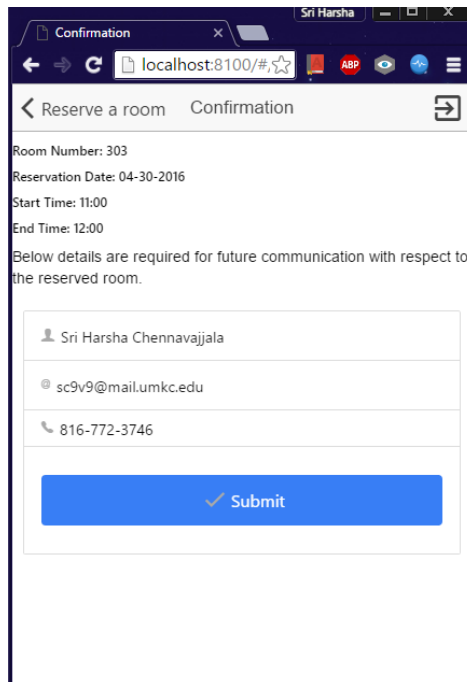 Sri Harsha
Confirmation
localhost:8100/#,
ABP
Reserve a room
Confirmation
Room Number: 303
Reservation Date: 04-30-2016
Start Time: 11:00
End Time: 12:00
Below details are required for future communication with respect to
the reserved room.
Sri Harsha Chennavajjala
@ sc9v9@mail.umkc.edu
816-772-3746
Submit